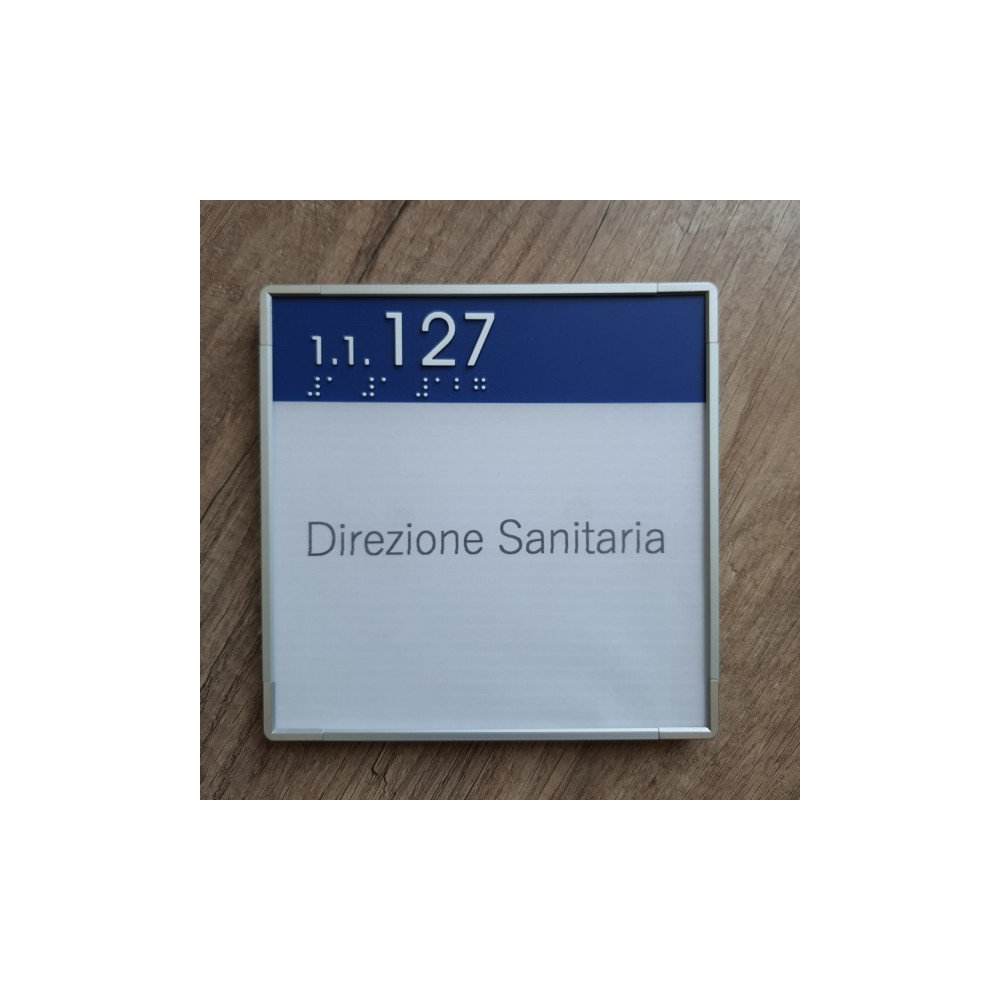 1.1.127
⠼⠁ ⠼⠁ ⠼⠁⠃⠛
Direzione Sanitaria